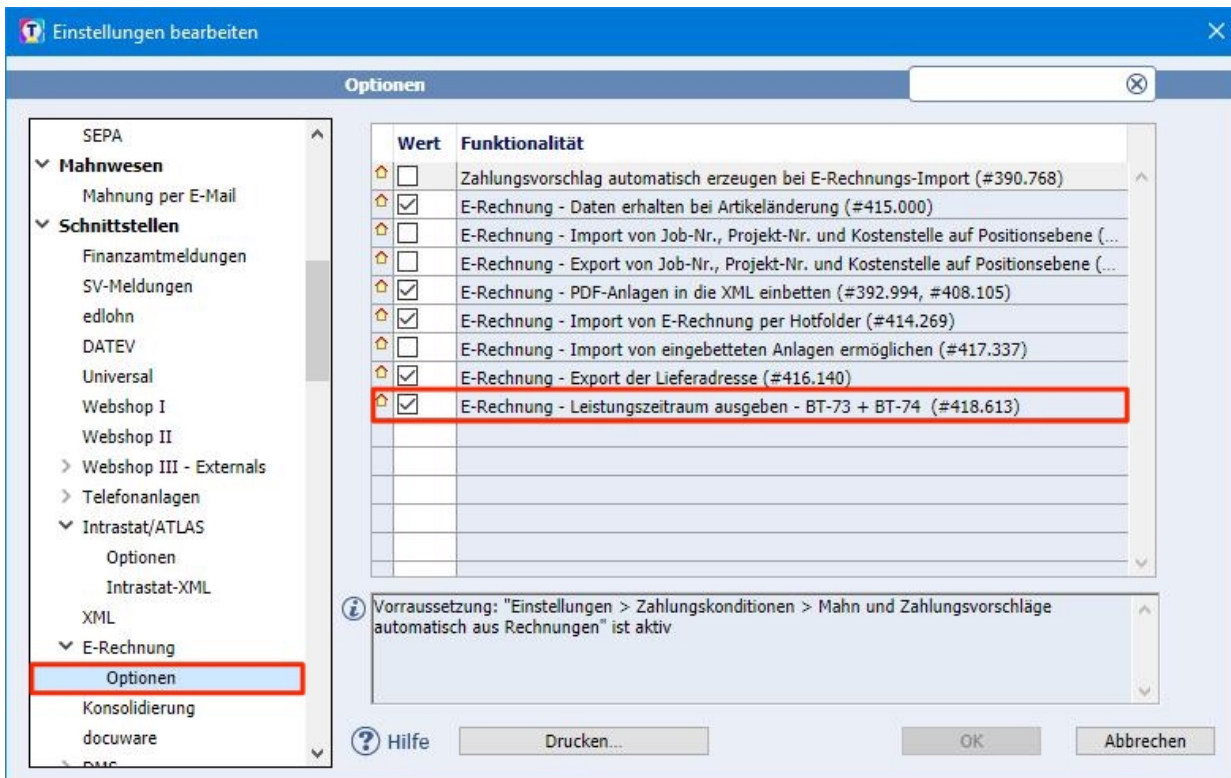 Einstellungen bearbeiten
Optionen
SEPA
Mahnwesen
Mahnung per E-Mail
Schnittstellen
Finanzamtmeldungen
SV-Meldungen
edlohn
DATEV
Universal
Webshop I
Webshop II
Webshop III - Externals
Telefonanlagen
Intrastat/ATLAS
Optionen
Intrastat-XML
XML
E-Rechnung
Optionen
Konsolidierung
docuware
DMS
Wert Funktionalität
Zahlungsvorschlag automatisch erzeugen bei E-Rechnungs-Import (#390.768)
E-Rechnung - Daten erhalten bei Artikeländerung (#415.000)
E-Rechnung - Import von Job-Nr., Projekt-Nr. und Kostenstelle auf Positionsebene (...
E-Rechnung - Export von Job-Nr., Projekt-Nr. und Kostenstelle auf Positionsebene (...
E-Rechnung - PDF-Anlagen in die XML einbetten (#392.994, #408.105)
E-Rechnung - Import von E-Rechnung per Hotfolder (#414.269)
E-Rechnung - Import von eingebetteten Anlagen ermöglichen (#417.337)
E-Rechnung - Export der Lieferadresse (#416.140)
E-Rechnung - Leistungszeitraum ausgeben - BT-73 + BT-74 (#418.613)
Vorraussetzung: "Einstellungen > Zahlungskonditionen > Mahn und Zahlungsvorschläge
automatisch aus Rechnungen" ist aktiv
Hilfe
Drucken...
OK
Abbrechen